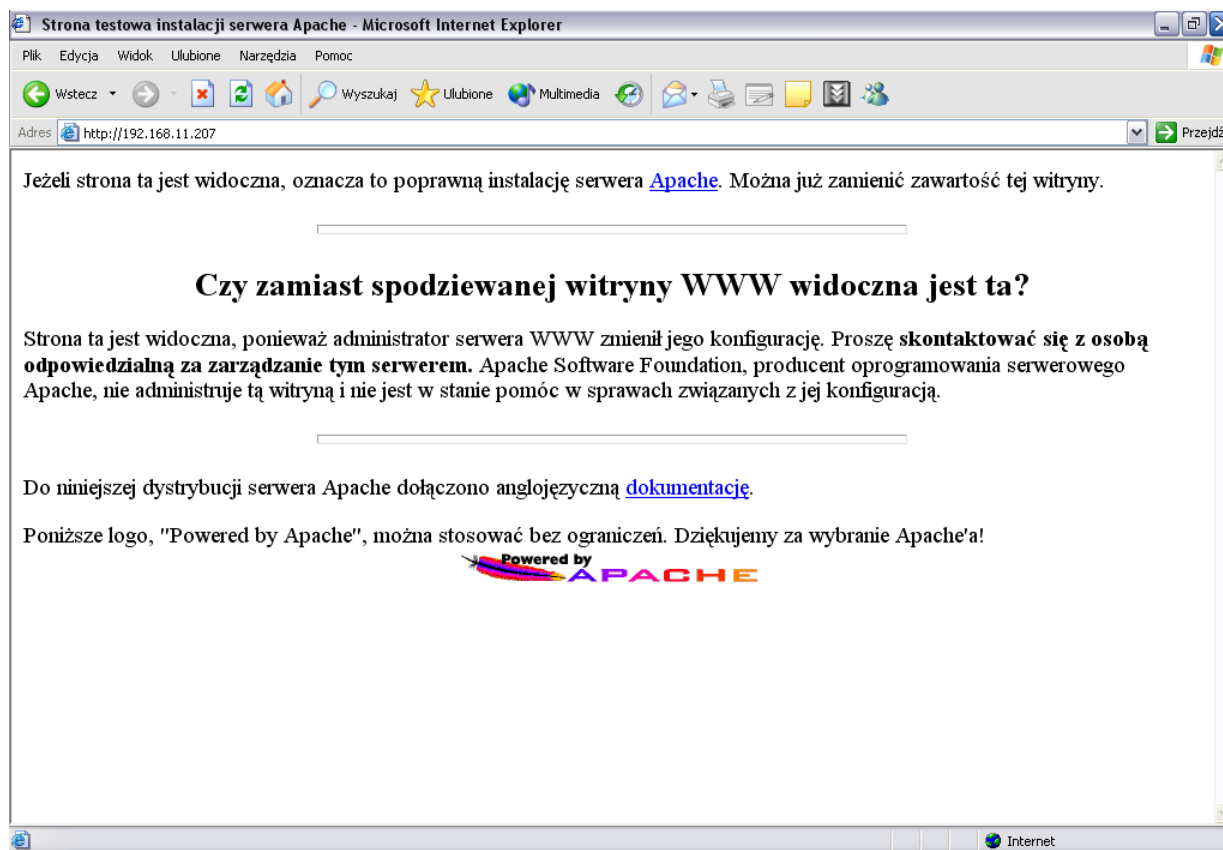 Strona testowa instalacji serwera Apache - Microsoft Internet Explorer
Plik Edycja Widok Ulubione Narzędzia Pomoc
Wstecz Wyszukaj Ulubione Multimedia
Adres http://192.168.11.207 Przejdź
Jeżeli strona ta jest widoczna, oznacza to poprawną instalację serwera Apache. Można już zamienić zawartość tej witryny.
Czy zamiast spodziewanej witryny WWW widoczna jest ta?
Strona ta jest widoczna, ponieważ administrator serwera WWW zmienił jego konfigurację. Proszę skontaktować się z osobą
odpowiedzialną za zarządzanie tym serwerem. Apache Software Foundation, producent oprogramowania serwerowego
Apache, nie administruje tą witryną i nie jest w stanie pomóc w sprawach związanych z jej konfiguracją.
Do niniejszej dystrybucji serwera Apache dołączono anglojęzyczną dokumentację.
Poniższe logo, "Powered by Apache", można stosować bez ograniczeń. Dziękujemy za wybranie Apache'a!
Powered by
APACHE
Internet